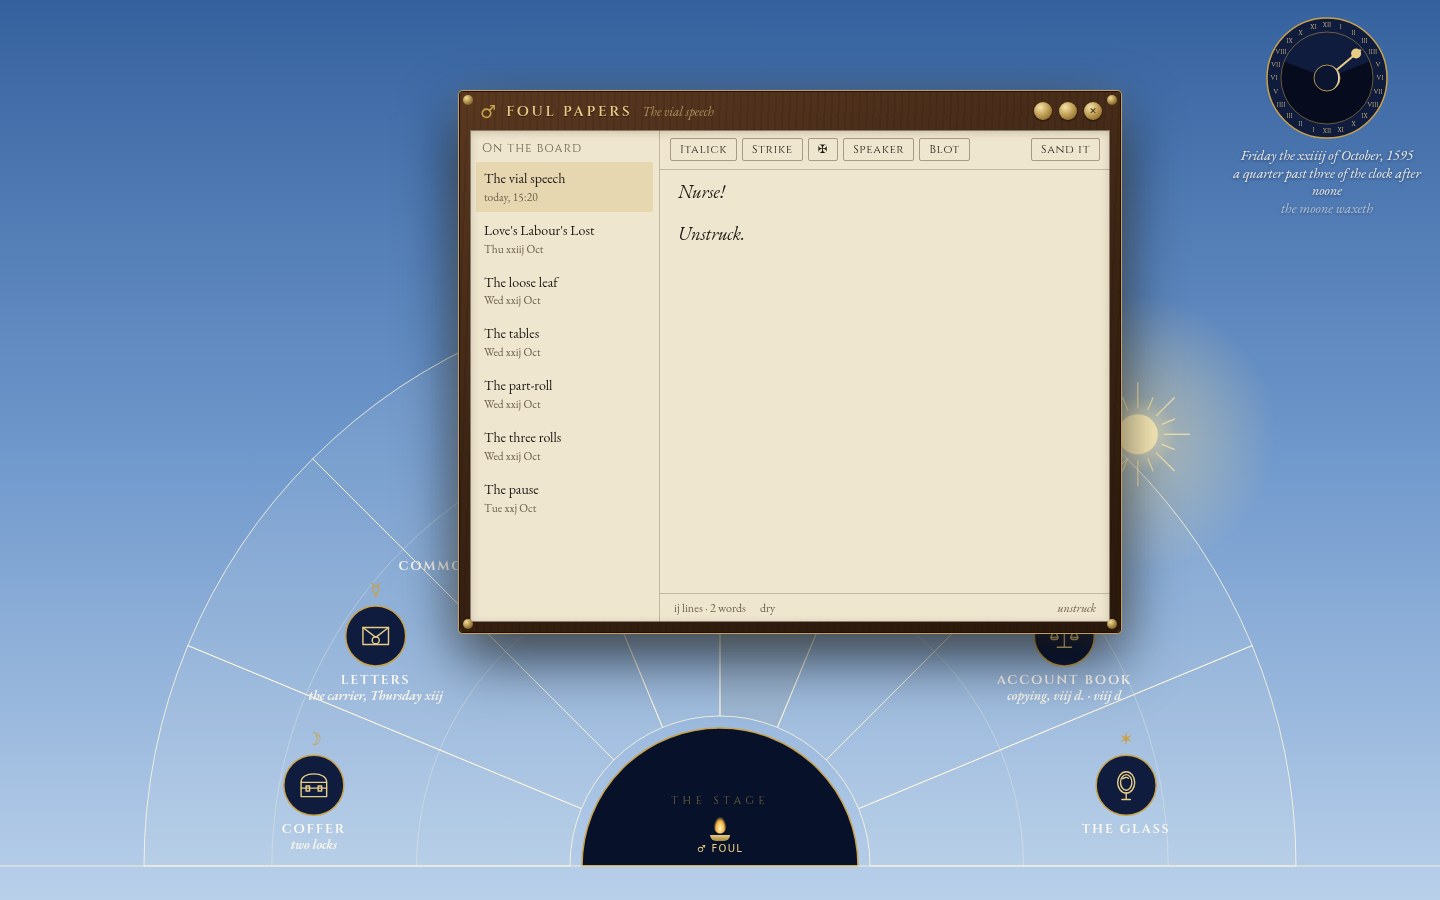 ♂ FOUL PAPERS The vial speech
×
ON THE BOARD
The vial speech
today, 15:20
Love's Labour's Lost
Thu xxiij Oct
The loose leaf
Wed xxij Oct
The tables
Wed xxij Oct
The part-roll
Wed xxij Oct
The three rolls
Wed xxij Oct
The pause
Tue xxj Oct
ITALICK STRIKE ✠ SPEAKER BLOT SAND IT
Nurse!
Unstruck.
ij lines · 2 words dry unstruck
Friday the xxiiij of October, 1595
a quarter past three of the clock after
noone
the moone waxeth
COMMO
☿
LETTERS
the carrier, Thursday xiij
☽
COFFER
two locks
ACCOUNT BOOK
copying, viij d. · viij d.
✶
THE GLASS
THE STAGE
♂ FOUL